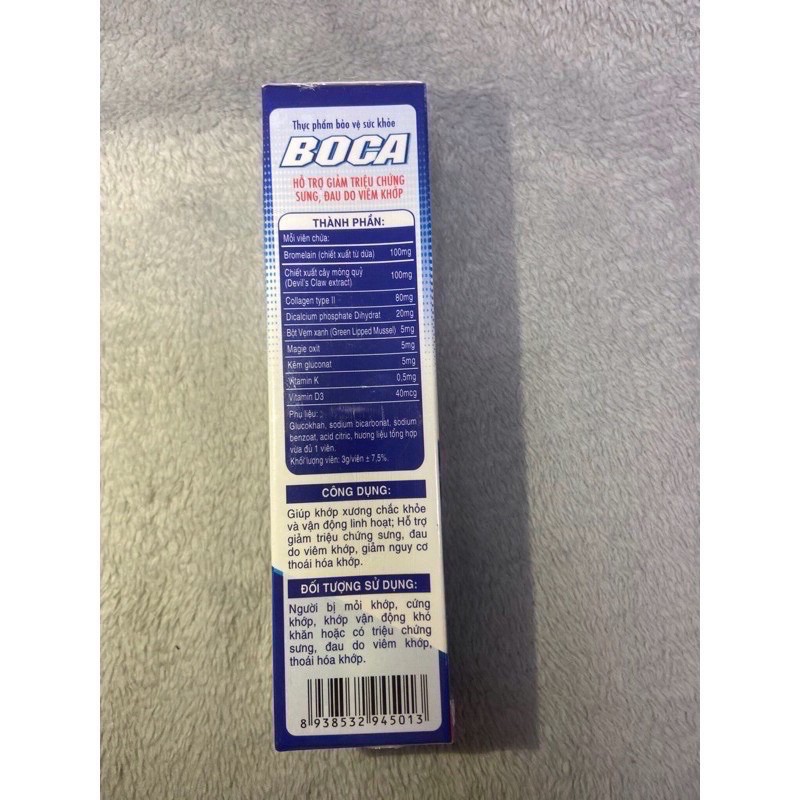 Thực phẩm bảo vệ sức khỏe
BOCA
HỖ TRỢ GIẢM TRIỆU CHỨNG
SƯNG, ĐAU DO VIÊM KHỚP
THÀNH PHẦN:
Mỗi viên chứa:
Bromelain (chiết xuất từ dứa) 100mg
Chiết xuất cây móng quỷ
(Devil's Claw extract) 100mg
Collagen type II 80mg
Dicalcium phosphate Dihydrat 20mg
Bột Vẹm xanh (Green Lipped Mussel) 5mg
Magie oxit 5mg
Kẽm gluconat 5mg
Vitamin K 0,5mg
Vitamin D3 40mcg
Phụ liệu:
Glucokhan, sodium bicarbonat, sodium
benzoat, acid citric, hương liệu tổng hợp
vừa đủ 1 viên.
Khối lượng viên: 3g/viên ± 7,5%.
CÔNG DỤNG:
Giúp khớp xương chắc khỏe
và vận động linh hoạt; Hỗ trợ
giảm triệu chứng sưng, đau
do viêm khớp, giảm nguy cơ
thoái hóa khớp.
ĐỐI TƯỢNG SỬ DỤNG:
Người bị mỏi khớp, cứng
khớp, khớp vận động khó
khăn hoặc có triệu chứng
sưng, đau do viêm khớp,
thoái hóa khớp.
8 938532 945013